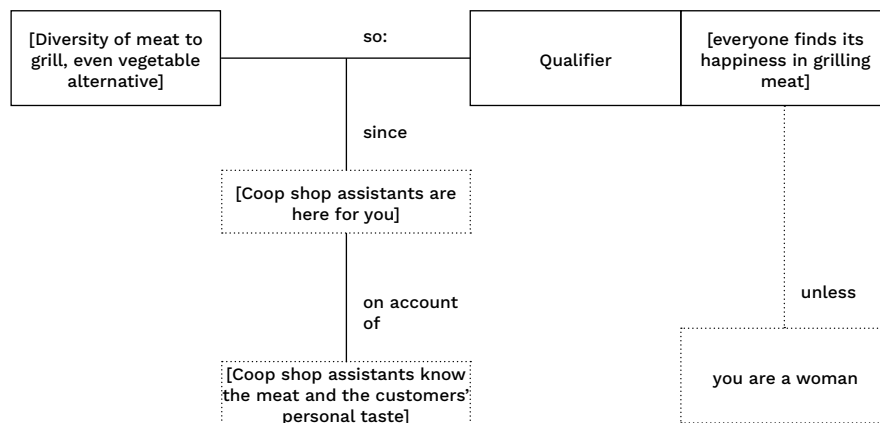 [Diversity of meat to
grill, even vegetable
alternative]
so:
Qualifier
[everyone finds its
happiness in grilling
meat]
since
[Coop shop assistants are
here for you]
on account
of
unless
[Coop shop assistants know
the meat and the customers’
personal taste]
you are a woman